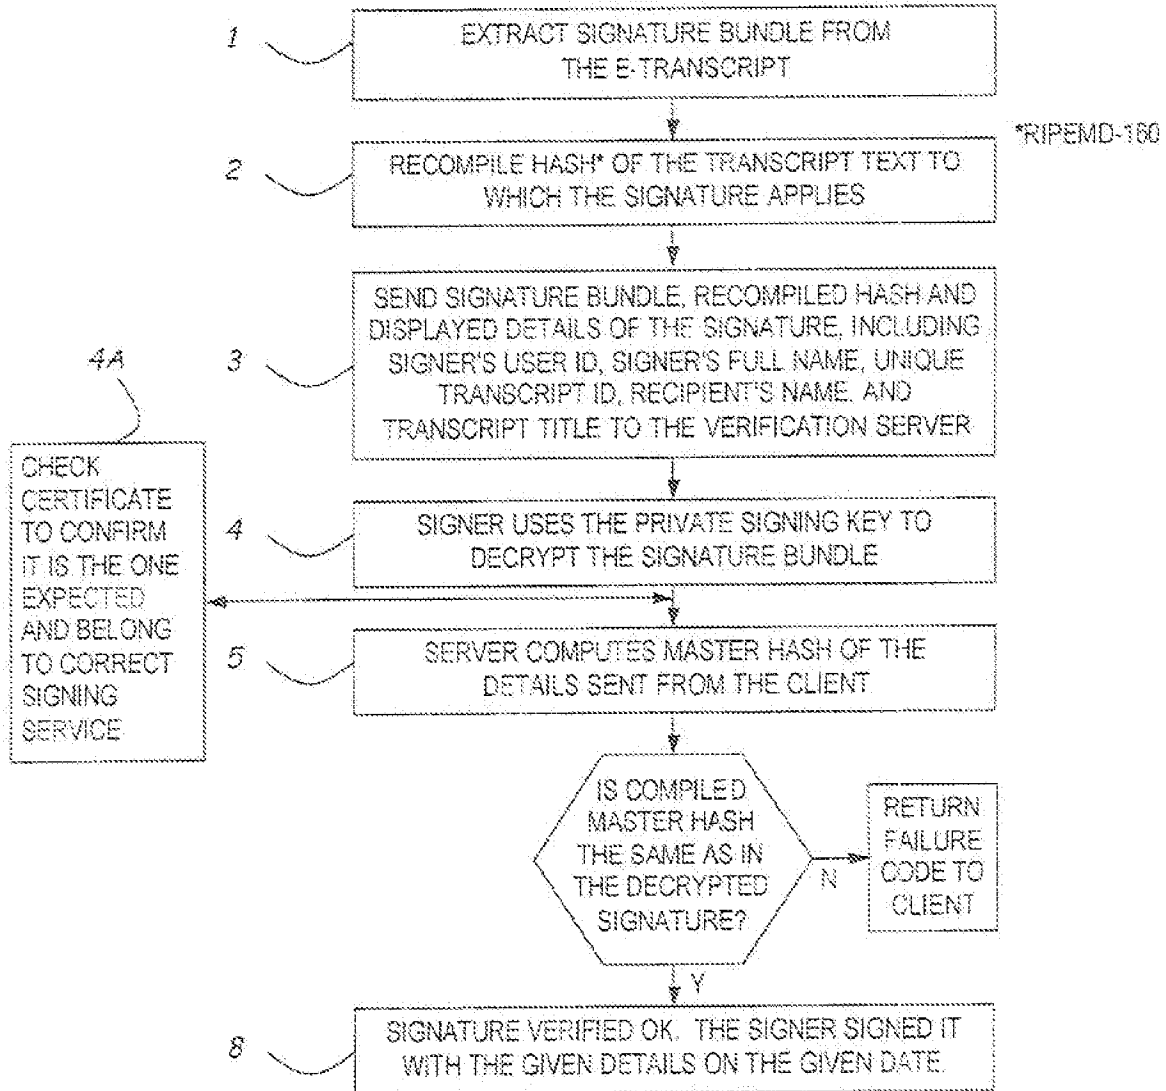 1
EXTRACT SIGNATURE BUNDLE FROM
THE E-TRANSCRIPT
*RIPEMD-160
2
RECOMPILE HASH* OF THE TRANSCRIPT TEXT TO
WHICH THE SIGNATURE APPLIES
3
SEND SIGNATURE BUNDLE, RECOMPILED HASH AND
DISPLAYED DETAILS OF THE SIGNATURE, INCLUDING
SIGNER'S USER ID, SIGNER'S FULL NAME, UNIQUE
TRANSCRIPT ID, RECIPIENT'S NAME, AND
TRANSCRIPT TITLE TO THE VERIFICATION SERVER
4A
CHECK
CERTIFICATE
TO CONFIRM
IT IS THE ONE
EXPECTED
AND BELONG
TO CORRECT
SIGNING
SERVICE
4
SIGNER USES THE PRIVATE SIGNING KEY TO
DECRYPT THE SIGNATURE BUNDLE
5
SERVER COMPUTES MASTER HASH OF THE
DETAILS SENT FROM THE CLIENT
IS COMPILED
MASTER HASH
THE SAME AS IN
THE DECRYPTED
SIGNATURE?
N
RETURN
FAILURE
CODE TO
CLIENT
Y
8
SIGNATURE VERIFIED OK. THE SIGNER SIGNED IT
WITH THE GIVEN DETAILS ON THE GIVEN DATE.